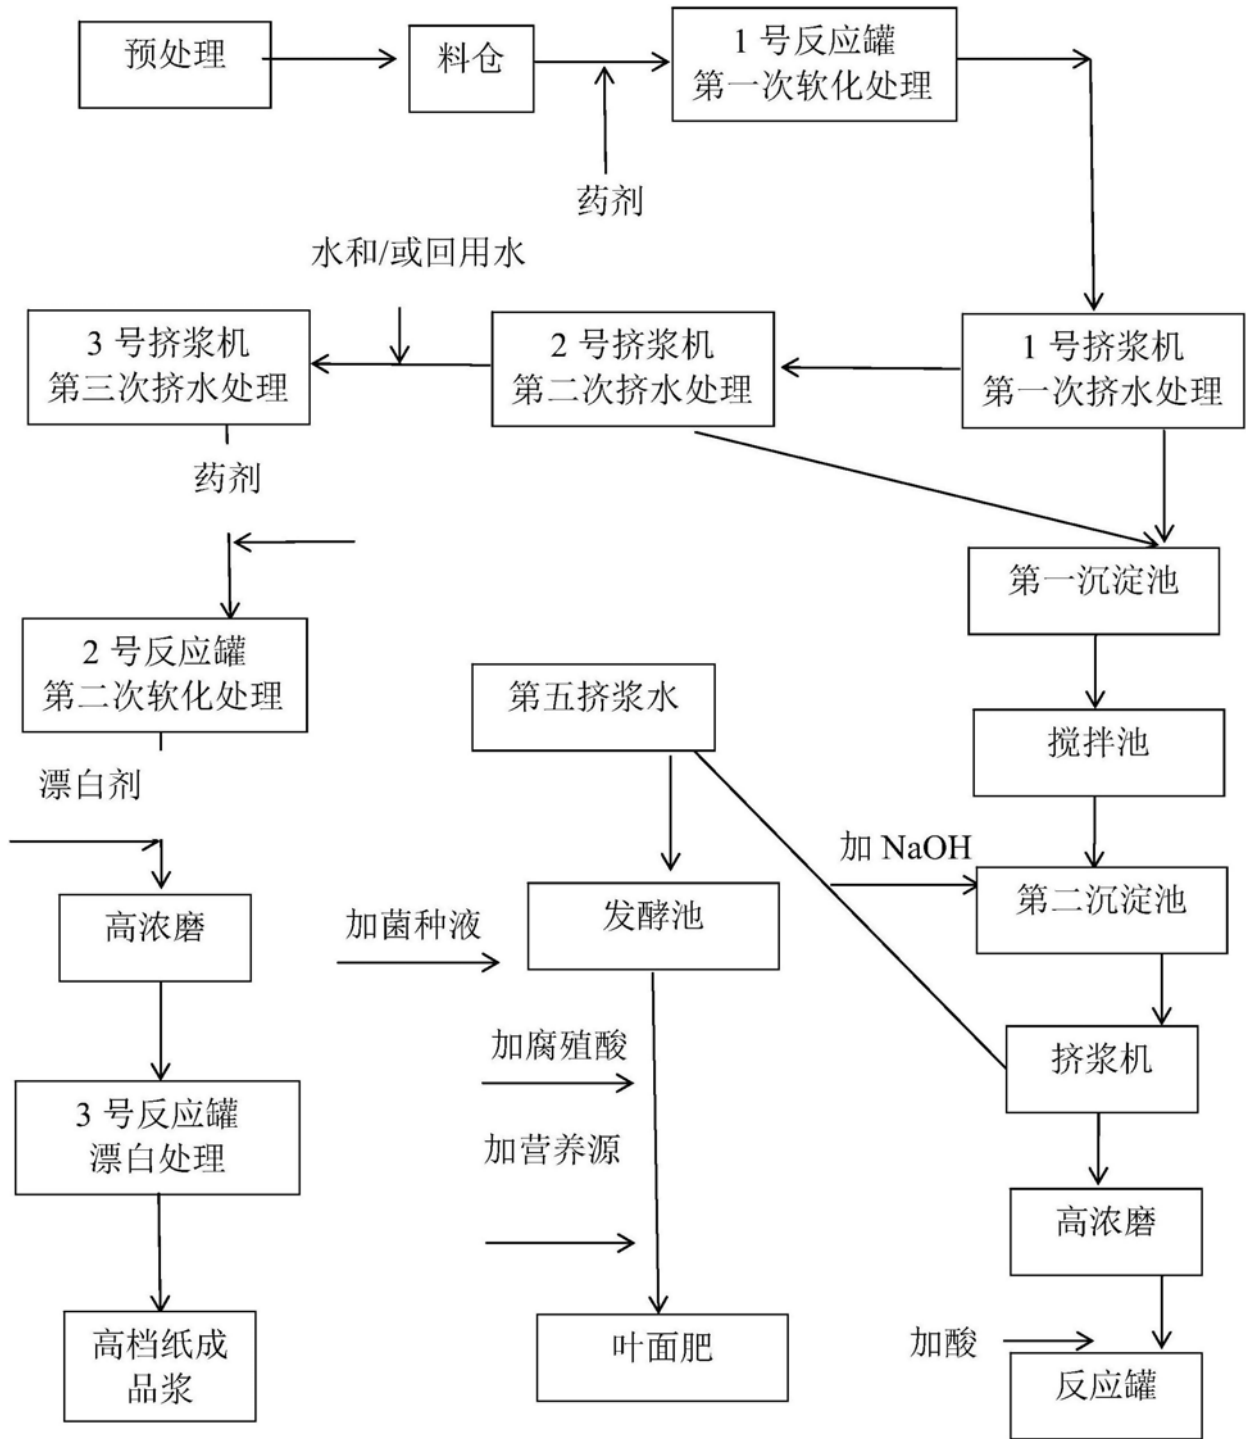 预处理
料仓
1 号反应罐
第一次软化处理
药剂
水和/或回用水
3 号挤浆机
第三次挤水处理
2 号挤浆机
第二次挤水处理
1 号挤浆机
第一次挤水处理
药剂
第一沉淀池
2 号反应罐
第二次软化处理
第五挤浆水
搅拌池
漂白剂
加 NaOH
高浓磨
加菌种液
发酵池
第二沉淀池
加腐殖酸
挤浆机
3 号反应罐
漂白处理
加营养源
高浓磨
高档纸成
品浆
叶面肥
加酸
反应罐